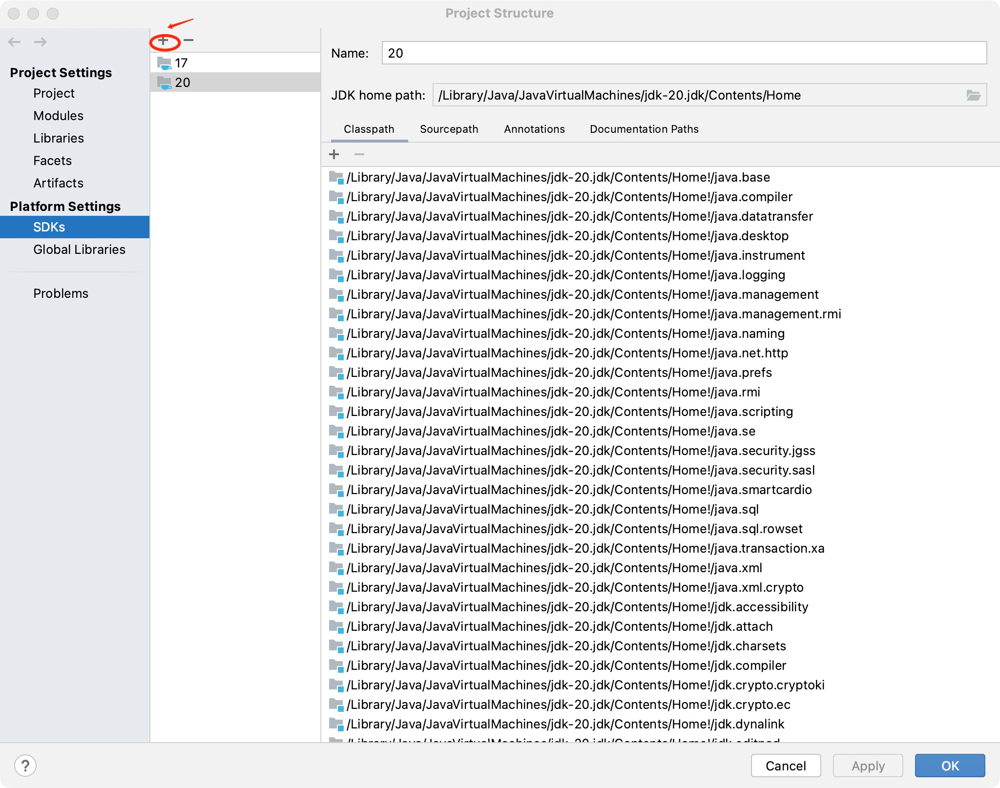 Project Structure
Project Settings
Project
Modules
Libraries
Facets
Artifacts
Platform Settings
SDKs
Global Libraries
Problems
17
20
Name: 20
JDK home path: /Library/Java/JavaVirtualMachines/jdk-20.jdk/Contents/Home
Classpath Sourcepath Annotations Documentation Paths
/Library/Java/JavaVirtualMachines/jdk-20.jdk/Contents/Home!/java.base
/Library/Java/JavaVirtualMachines/jdk-20.jdk/Contents/Home!/java.compiler
/Library/Java/JavaVirtualMachines/jdk-20.jdk/Contents/Home!/java.datatransfer
/Library/Java/JavaVirtualMachines/jdk-20.jdk/Contents/Home!/java.desktop
/Library/Java/JavaVirtualMachines/jdk-20.jdk/Contents/Home!/java.instrument
/Library/Java/JavaVirtualMachines/jdk-20.jdk/Contents/Home!/java.logging
/Library/Java/JavaVirtualMachines/jdk-20.jdk/Contents/Home!/java.management
/Library/Java/JavaVirtualMachines/jdk-20.jdk/Contents/Home!/java.management.rmi
/Library/Java/JavaVirtualMachines/jdk-20.jdk/Contents/Home!/java.naming
/Library/Java/JavaVirtualMachines/jdk-20.jdk/Contents/Home!/java.net.http
/Library/Java/JavaVirtualMachines/jdk-20.jdk/Contents/Home!/java.prefs
/Library/Java/JavaVirtualMachines/jdk-20.jdk/Contents/Home!/java.rmi
/Library/Java/JavaVirtualMachines/jdk-20.jdk/Contents/Home!/java.scripting
/Library/Java/JavaVirtualMachines/jdk-20.jdk/Contents/Home!/java.se
/Library/Java/JavaVirtualMachines/jdk-20.jdk/Contents/Home!/java.security.jgss
/Library/Java/JavaVirtualMachines/jdk-20.jdk/Contents/Home!/java.security.sasl
/Library/Java/JavaVirtualMachines/jdk-20.jdk/Contents/Home!/java.smartcardio
/Library/Java/JavaVirtualMachines/jdk-20.jdk/Contents/Home!/java.sql
/Library/Java/JavaVirtualMachines/jdk-20.jdk/Contents/Home!/java.sql.rowset
/Library/Java/JavaVirtualMachines/jdk-20.jdk/Contents/Home!/java.transaction.xa
/Library/Java/JavaVirtualMachines/jdk-20.jdk/Contents/Home!/java.xml
/Library/Java/JavaVirtualMachines/jdk-20.jdk/Contents/Home!/java.xml.crypto
/Library/Java/JavaVirtualMachines/jdk-20.jdk/Contents/Home!/jdk.accessibility
/Library/Java/JavaVirtualMachines/jdk-20.jdk/Contents/Home!/jdk.attach
/Library/Java/JavaVirtualMachines/jdk-20.jdk/Contents/Home!/jdk.charsets
/Library/Java/JavaVirtualMachines/jdk-20.jdk/Contents/Home!/jdk.compiler
/Library/Java/JavaVirtualMachines/jdk-20.jdk/Contents/Home!/jdk.crypto.cryptoki
/Library/Java/JavaVirtualMachines/jdk-20.jdk/Contents/Home!/jdk.crypto.ec
/Library/Java/JavaVirtualMachines/jdk-20.jdk/Contents/Home!/jdk.dynalink
?
Cancel
Apply
OK